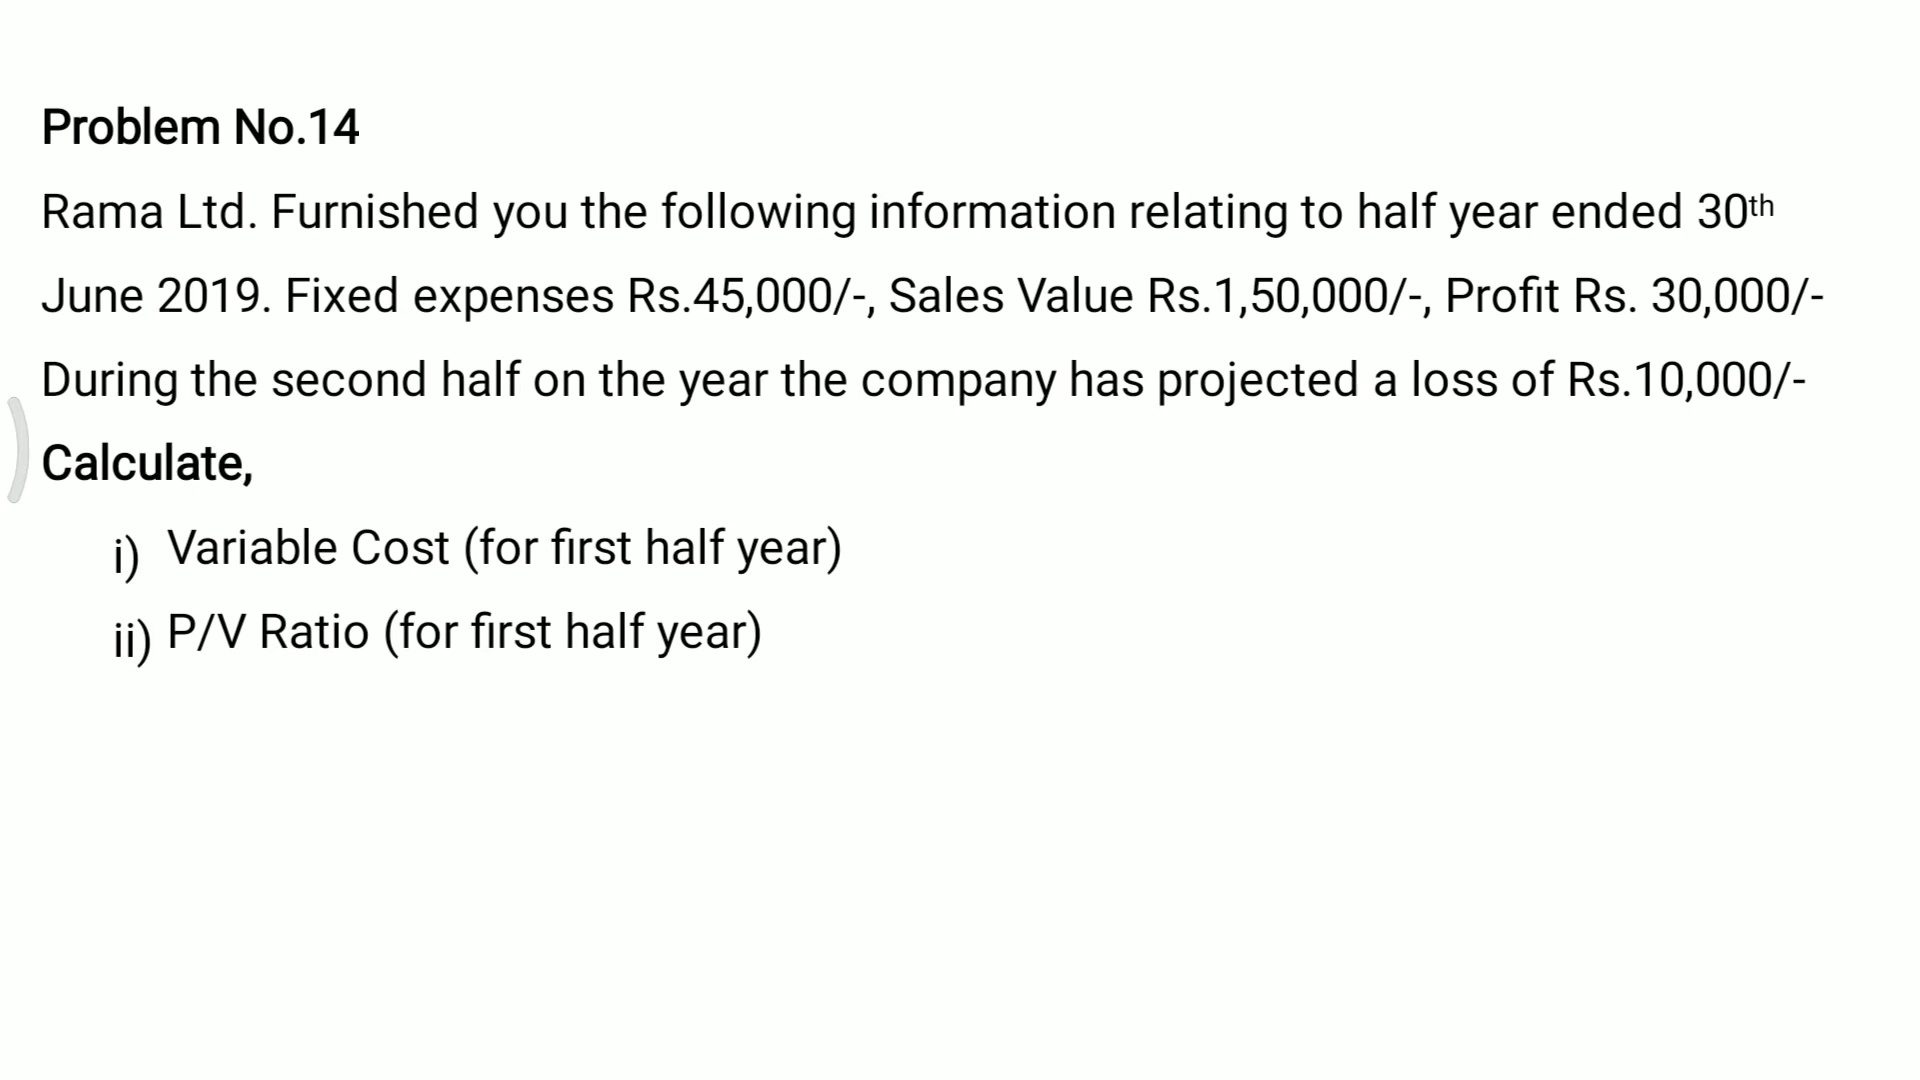 Problem No.14
Rama Ltd. Furnished you the following information relating to half year ended 30th
June 2019. Fixed expenses Rs.45,000/-, Sales Value Rs.1,50,000/-, Profit Rs. 30,000/-
During the second half on the year the company has projected a loss of Rs.10,000/-
Calculate,
i) Variable Cost (for first half year)
ii) P/V Ratio (for first half year)